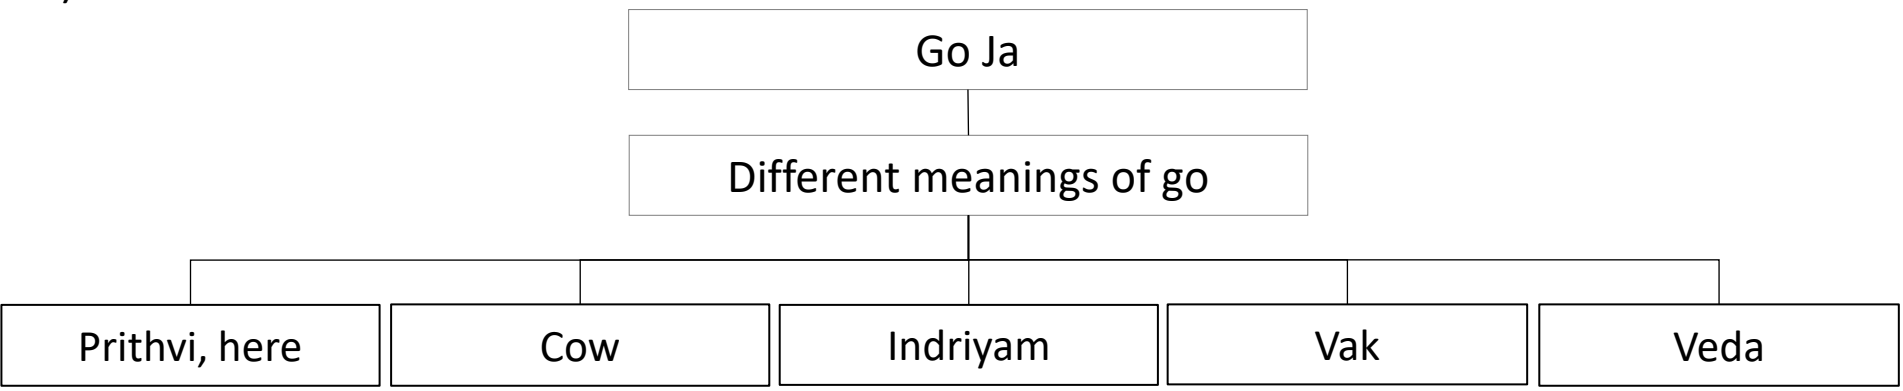 Go Ja
Different meanings of go
Prithvi, here
Cow
Indriyam
Vak
Veda